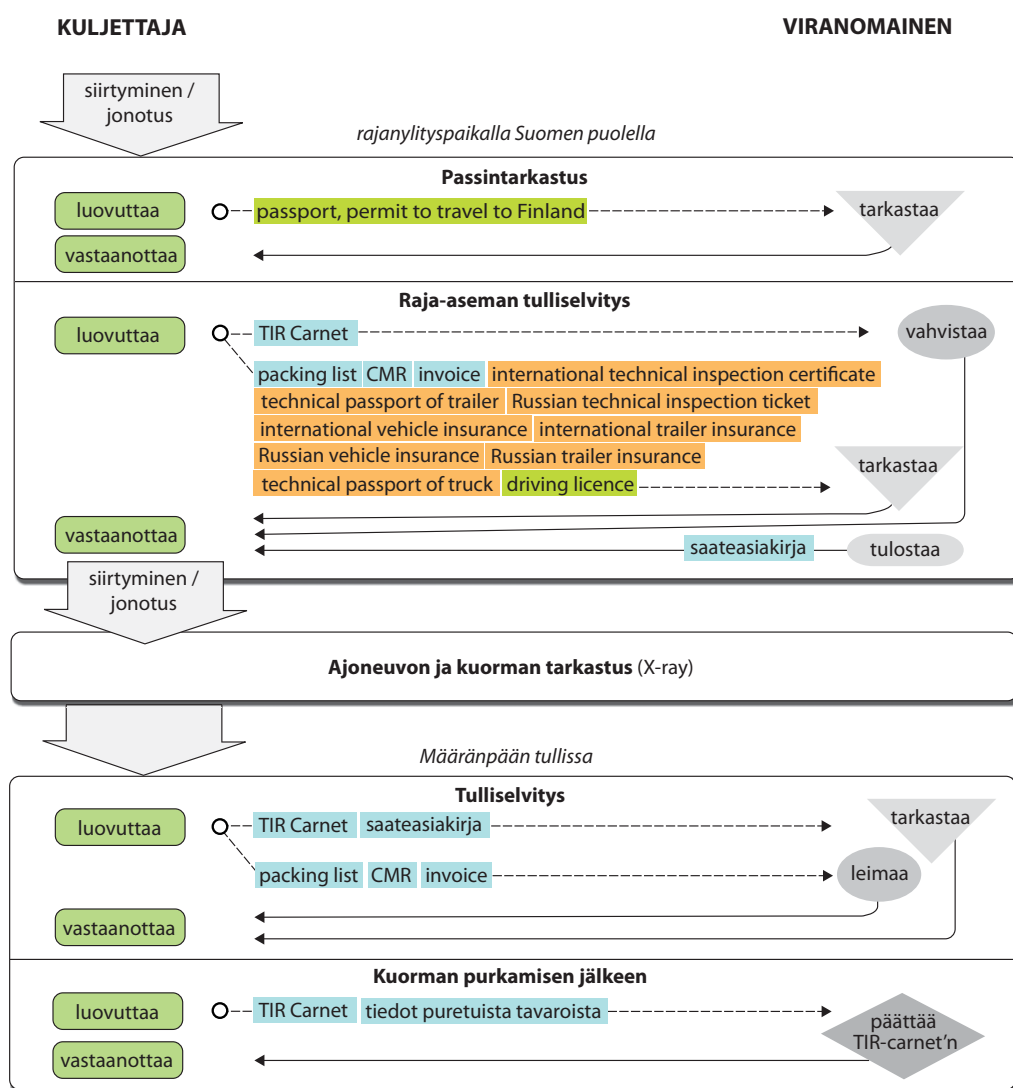 KULJETTAJA VIRANOMAINEN
siirtyminen /
jonotus
rajanylityspaikalla Suomen puolella
Passintarkastus
luovuttaa passport, permit to travel to Finland tarkastaa
vastaanottaa
Raja-aseman tulliselvitys
luovuttaa TIR Carnet vahvistaa
packing list CMR invoice international technical inspection certificate
technical passport of trailer Russian technical inspection ticket
international vehicle insurance international trailer insurance
Russian vehicle insurance Russian trailer insurance
tarkastaa
technical passport of truck driving licence
vastaanottaa
saateasiakirja tulostaa
siirtyminen /
jonotus
Ajoneuvon ja kuorman tarkastus (X-ray)
Määränpään tullissa
Tulliselvitys
luovuttaa TIR Carnet saateasiakirja tarkastaa
packing list CMR invoice leimaa
vastaanottaa
Kuorman purkamisen jälkeen
luovuttaa TIR Carnet tiedot puretuista tavaroista
päättää
TIR-carnet'n
vastaanottaa